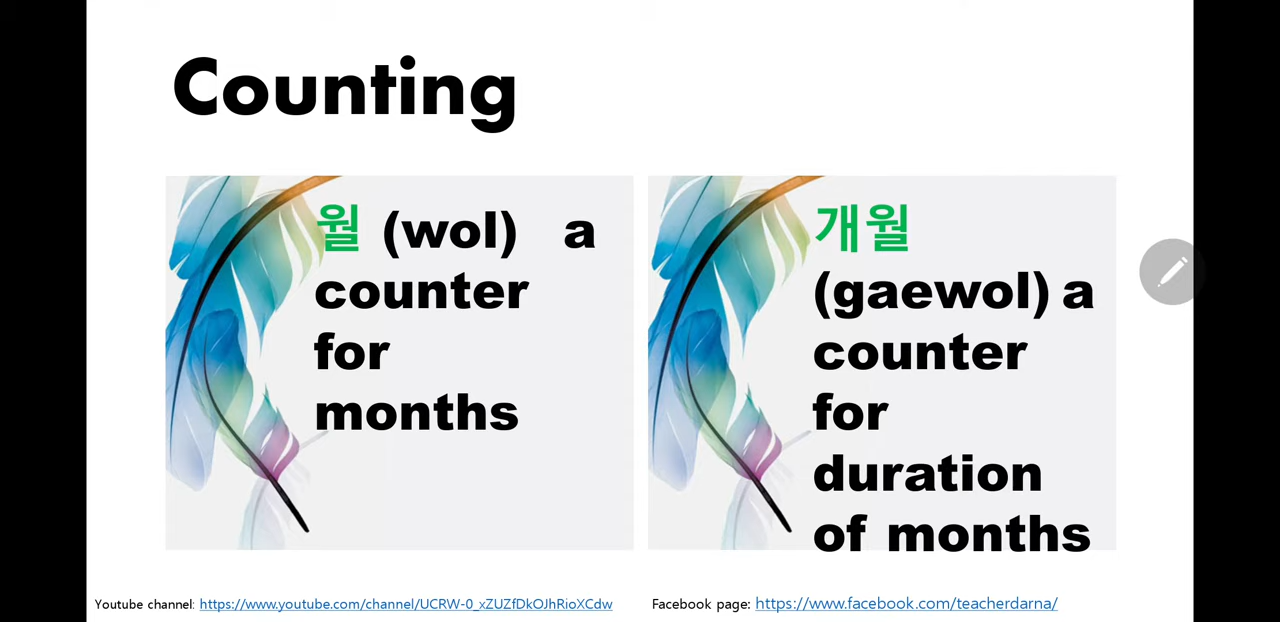 Counting
월 (wol) a
counter
for
months
개월
(gaewol) a
counter
for
duration
of months
Youtube channel: https://www.youtube.com/channel/UCRW-0_xZUZfDkOJhRioXCdw
Facebook page: https://www.facebook.com/teacherdarna/